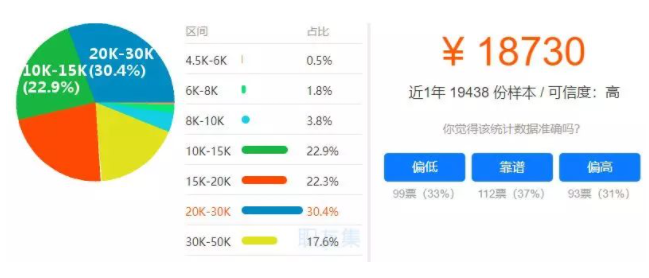 20K-30K
(30.4%)
10K-15K
(22.9%)
区间 占比
4.5K-6K 0.5%
6K-8K 1.8%
8K-10K 3.8%
10K-15K 22.9%
15K-20K 22.3%
20K-30K 30.4%
30K-50K 17.6%
职友集
¥ 18730
近1年 19438 份样本 / 可信度：高
你觉得该统计数据准确吗?
偏低 靠谱 偏高
99票（33%） 112票（37%） 93票（31%）